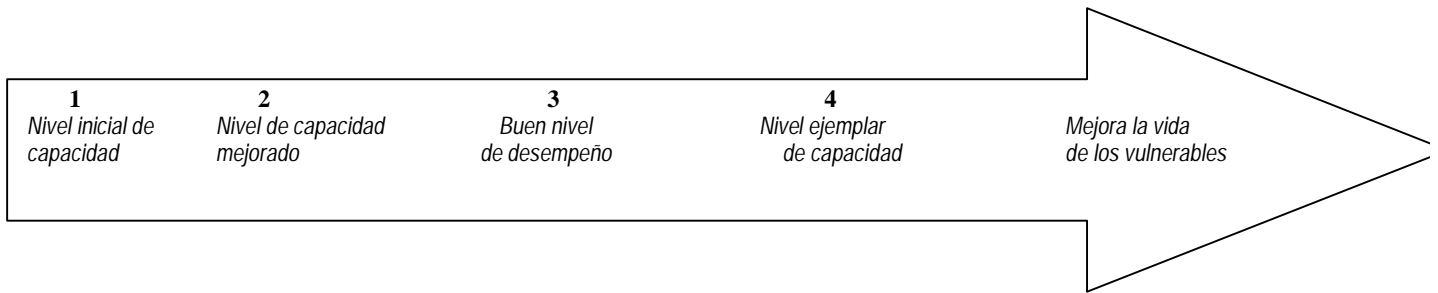 1
Nivel inicial de
capacidad
2
Nivel de capacidad
mejorado
3
Buen nivel
de desempeño
4
Nivel ejemplar
de capacidad
Mejora la vida
de los vulnerables